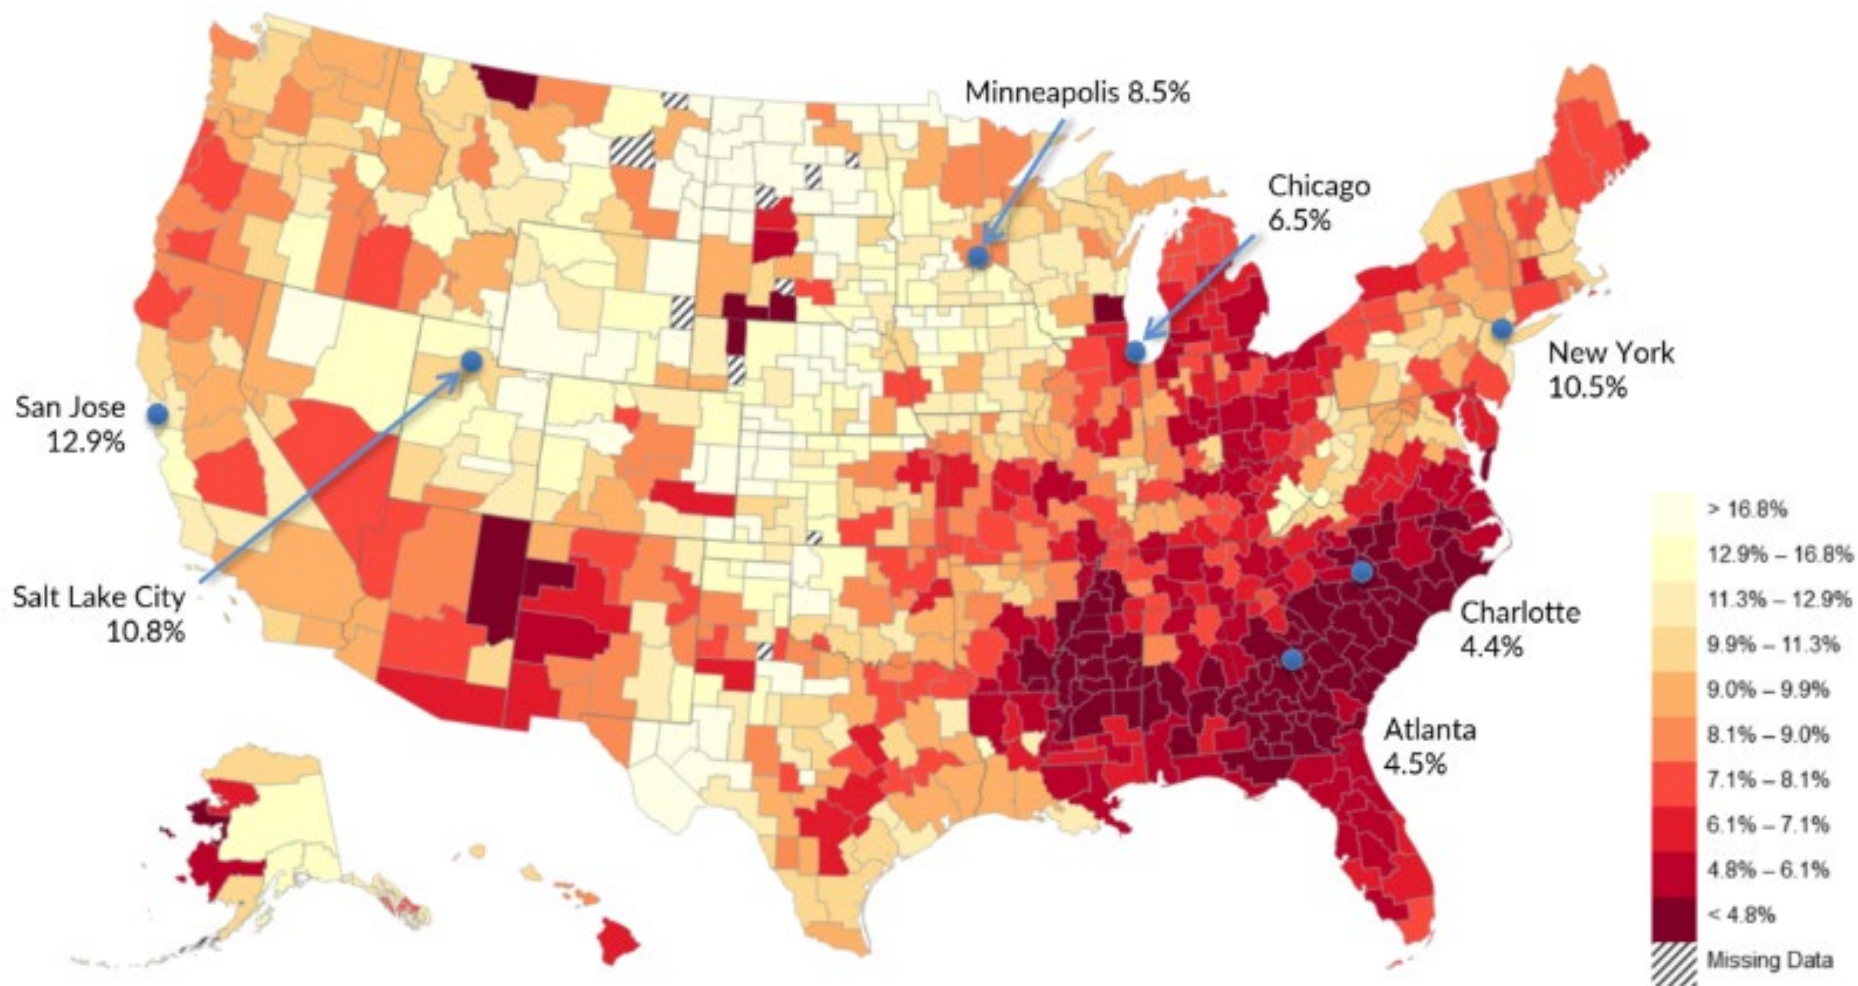 Minneapolis 8.5%
Chicago
6.5%
New York
10.5%
San Jose
12.9%
Salt Lake City
10.8%
Charlotte
4.4%
Atlanta
4.5%
> 16.8%
12.9% – 16.8%
11.3% – 12.9%
9.9% – 11.3%
9.0% – 9.9%
8.1% – 9.0%
7.1% – 8.1%
6.1% – 7.1%
4.8% – 6.1%
< 4.8%
Missing Data